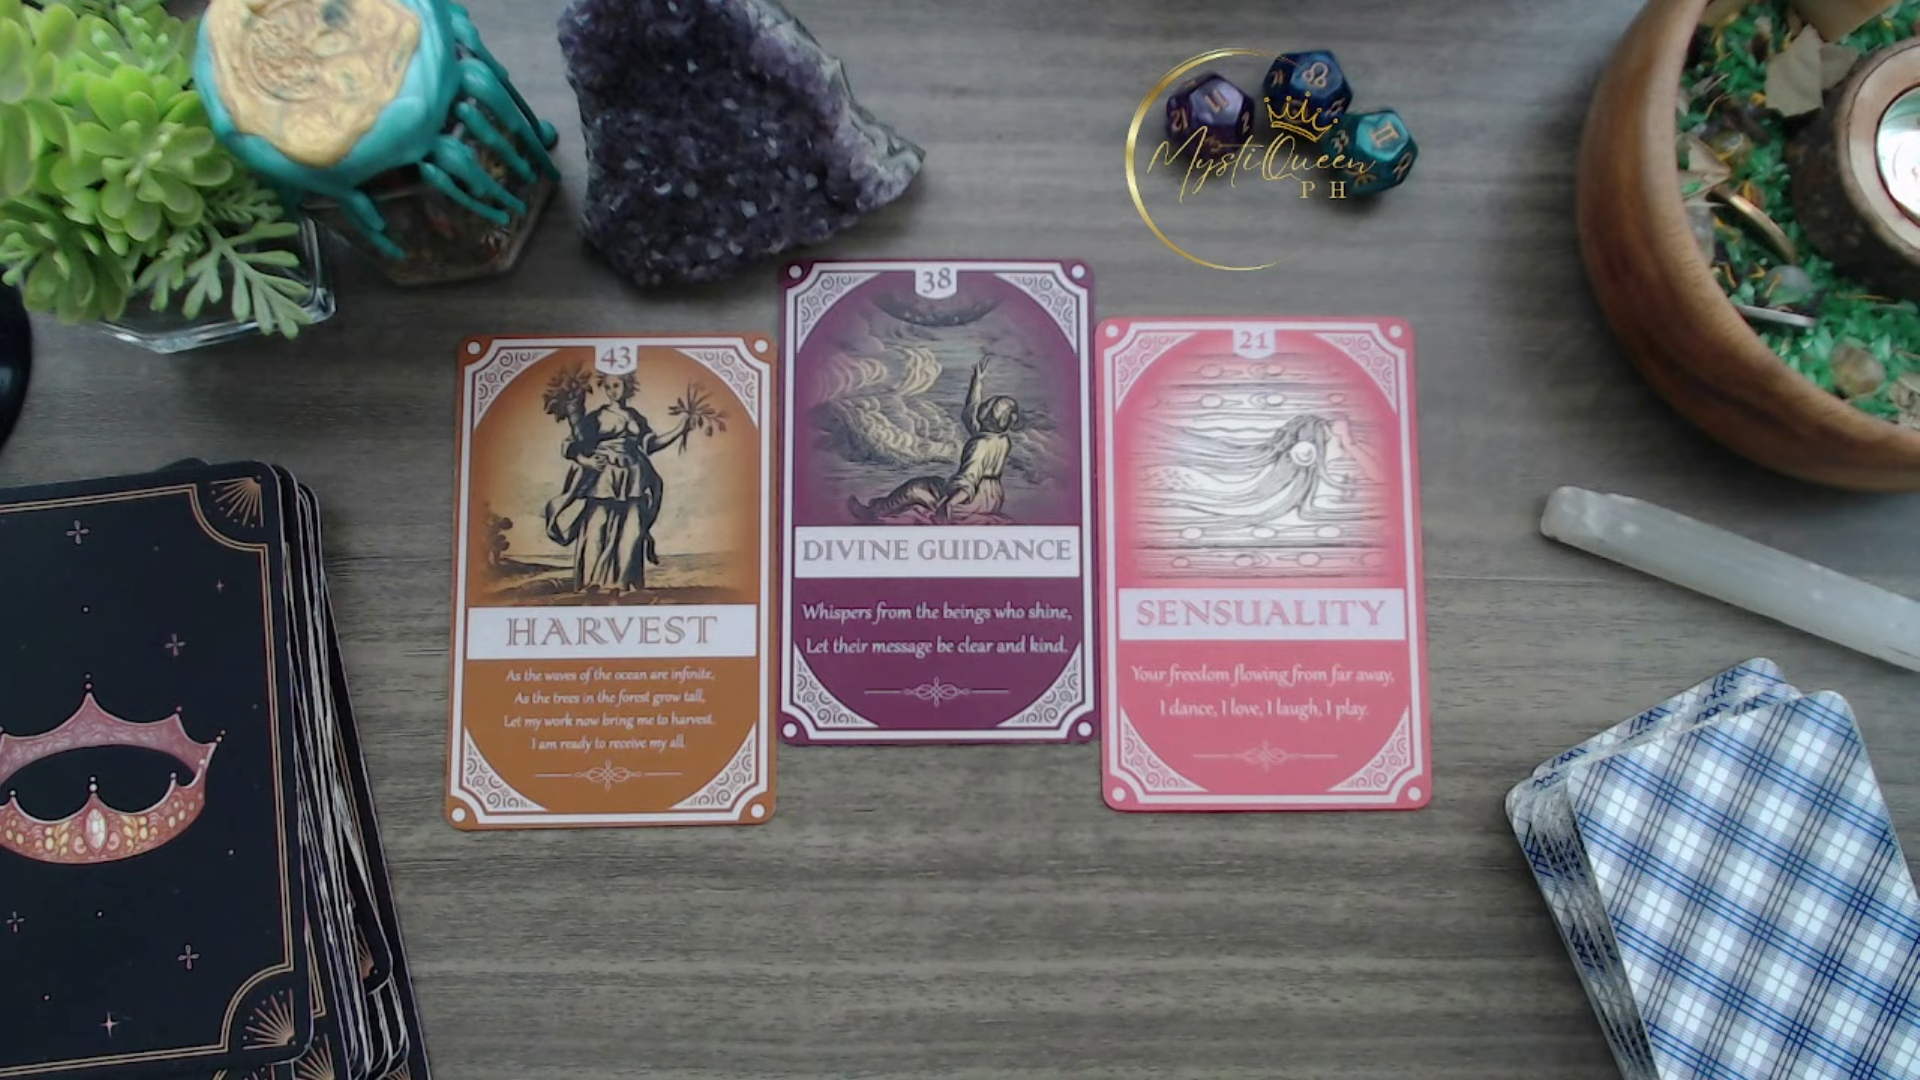 MystiQueen
PH
43
HARVEST
As the waves of the ocean are infinite,
As the trees in the forest grow tall,
Let my work now bring me to harvest.
I am ready to receive my all.
38
DIVINE GUIDANCE
Whispers from the beings who shine,
Let their message be clear and kind.
21
SENSUALITY
Your freedom flowing from far away,
I dance, I love, I laugh, I play.